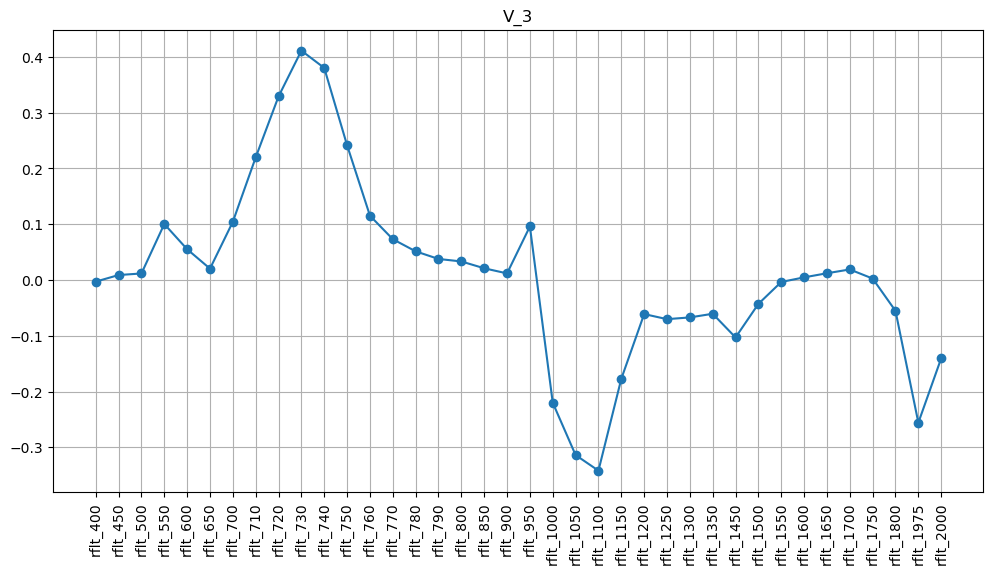 V_3
0.4
0.3
0.2
0.1
0.0
−0.1
−0.2
−0.3
rflt_400
rflt_450
rflt_500
rflt_550
rflt_600
rflt_650
rflt_700
rflt_710
rflt_720
rflt_730
rflt_740
rflt_750
rflt_760
rflt_770
rflt_780
rflt_790
rflt_800
rflt_850
rflt_900
rflt_950
rflt_1000
rflt_1050
rflt_1100
rflt_1150
rflt_1200
rflt_1250
rflt_1300
rflt_1350
rflt_1450
rflt_1500
rflt_1550
rflt_1600
rflt_1650
rflt_1700
rflt_1750
rflt_1800
rflt_1975
rflt_2000